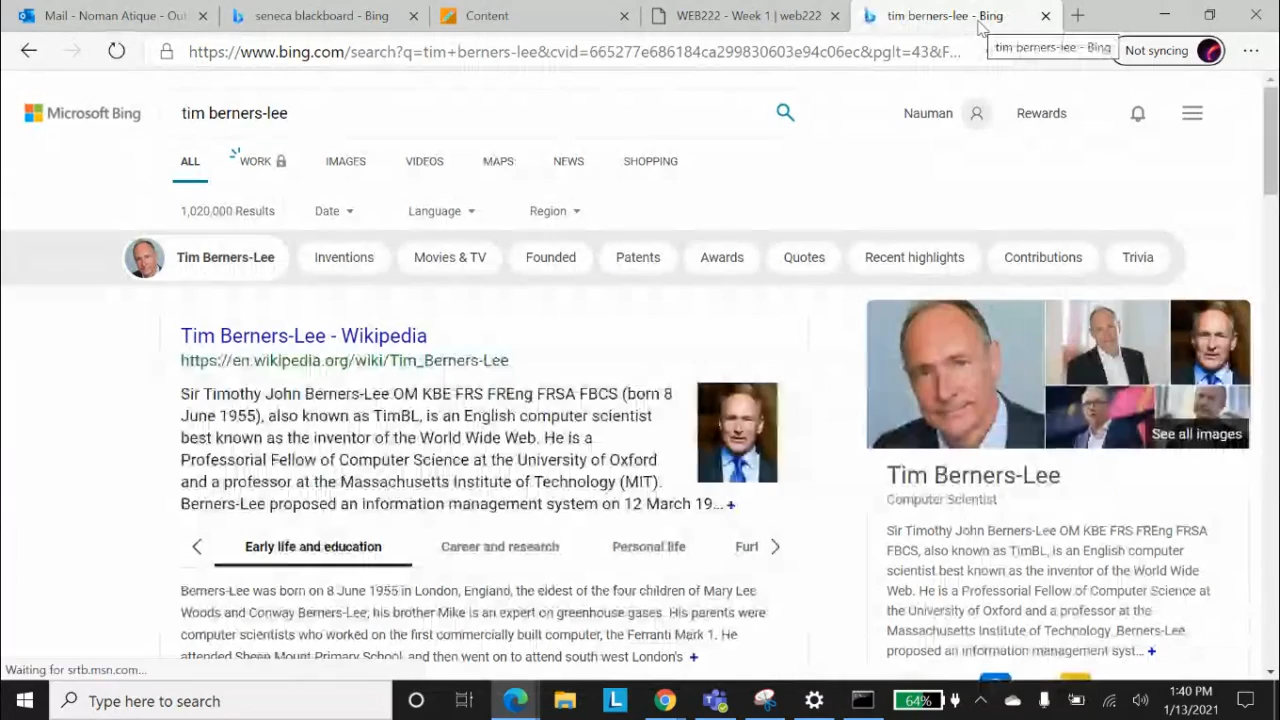 Mail - Noman Atique - Out
seneca blackboard - Bing
Content
WEB222 - Week 1 | web222
tim berners-lee - Bing
https://www.bing.com/search?q=tim+berners-lee&cvid=665277e686184ca299830603e94c06ec&pglt=43&F...
tim berners-lee - Bing
Not syncing
Microsoft Bing
tim berners-lee
Nauman
Rewards
ALL
WORK
IMAGES
VIDEOS
MAPS
NEWS
SHOPPING
1,020,000 Results
Date
Language
Region
Tim Berners-Lee
Inventions
Movies & TV
Founded
Patents
Awards
Quotes
Recent highlights
Contributions
Trivia
Tim Berners-Lee - Wikipedia
https://en.wikipedia.org/wiki/Tim_Berners-Lee
Sir Timothy John Berners-Lee OM KBE FRS FREng FRSA FBCS (born 8
June 1955), also known as TimBL, is an English computer scientist
best known as the inventor of the World Wide Web. He is a
Professorial Fellow of Computer Science at the University of Oxford
and a professor at the Massachusetts Institute of Technology (MIT).
Berners-Lee proposed an information management system on 12 March 19... +
Early life and education
Career and research
Personal life
Furt
Berners-Lee was born on 8 June 1955 in London, England, the eldest of the four children of Mary Lee
Woods and Conway Berners-Lee; his brother Mike is an expert on greenhouse gases. His parents were
computer scientists who worked on the first commercially built computer, the Ferranti Mark 1. He
attended Sheen Mount Primary School, and then went on to attend south west London's +
See all images
Tim Berners-Lee
Computer Scientist
Sir Timothy John Berners-Lee OM KBE FRS FREng FRSA
FBCS, also known as TimBL, is an English computer
scientist best known as the inventor of the World Wide
Web. He is a Professorial Fellow of Computer Science at
the University of Oxford and a professor at the
Massachusetts Institute of Technology. Berners-Lee
proposed an information management syst... +
Waiting for srtb.msn.com...
Type here to search
L
64%
1:40 PM
1/13/2021